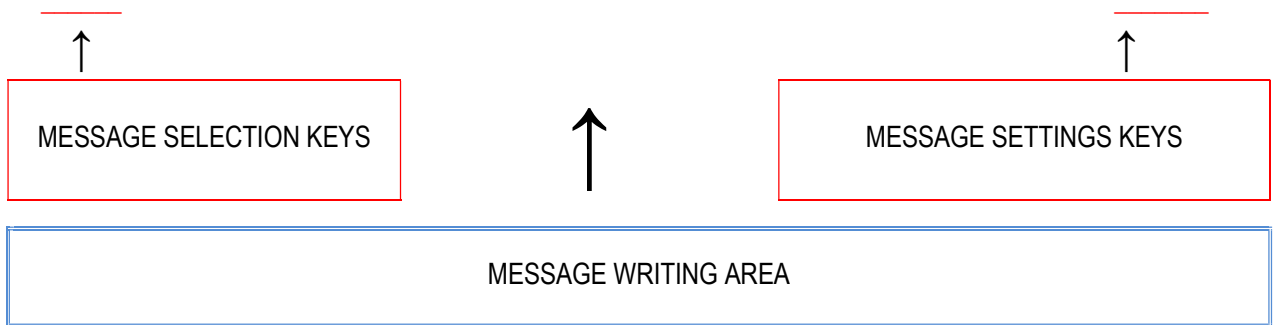 MESSAGE SELECTION KEYS
MESSAGE SETTINGS KEYS
MESSAGE WRITING AREA